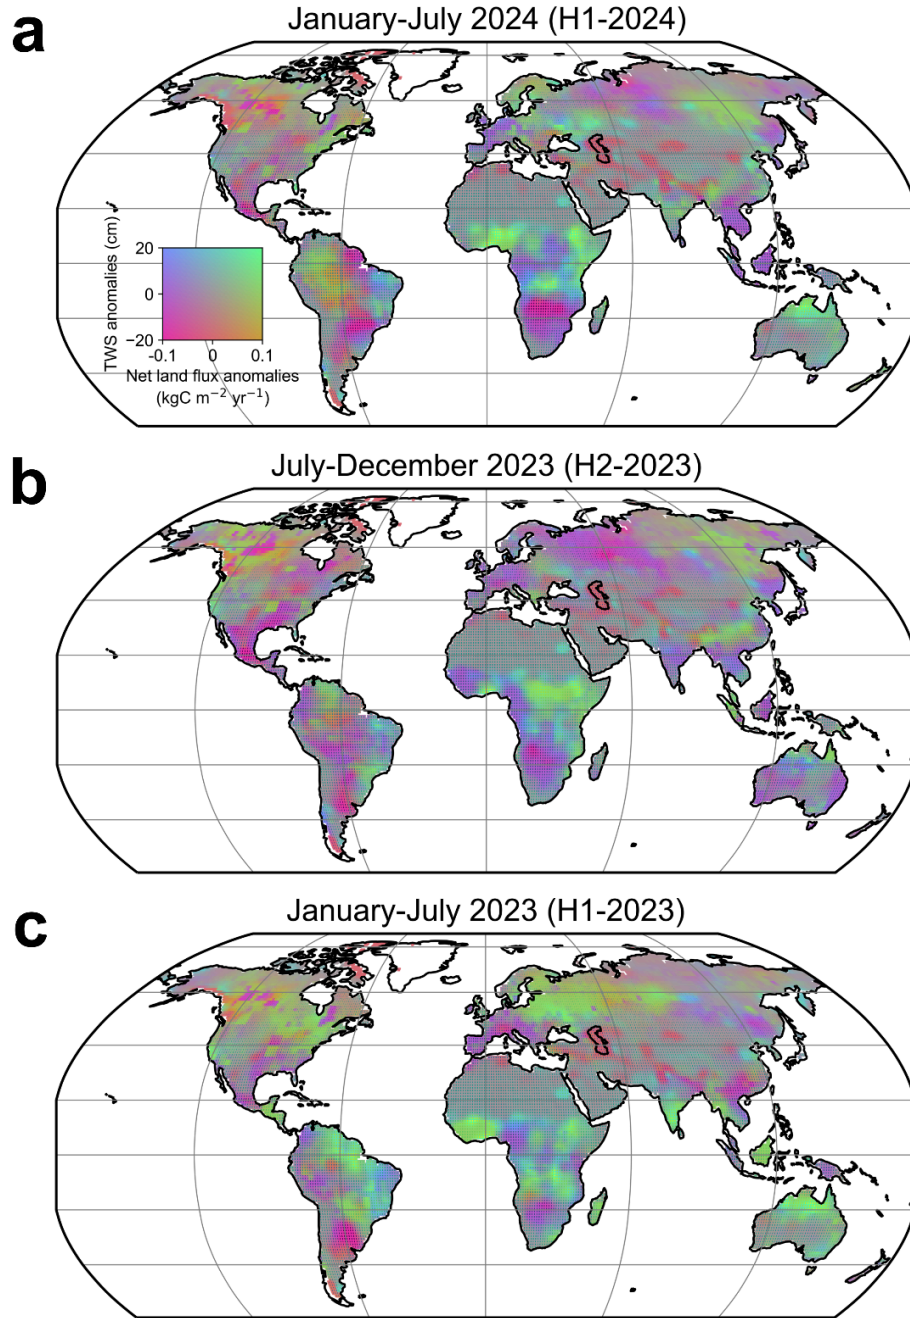 a
January-July 2024 (H1-2024)
TWS anomalies (cm)
20
0
−20
-0.1 0 0.1
Net land flux anomalies
(kgC m⁻² yr⁻¹)
b
July-December 2023 (H2-2023)
c
January-July 2023 (H1-2023)